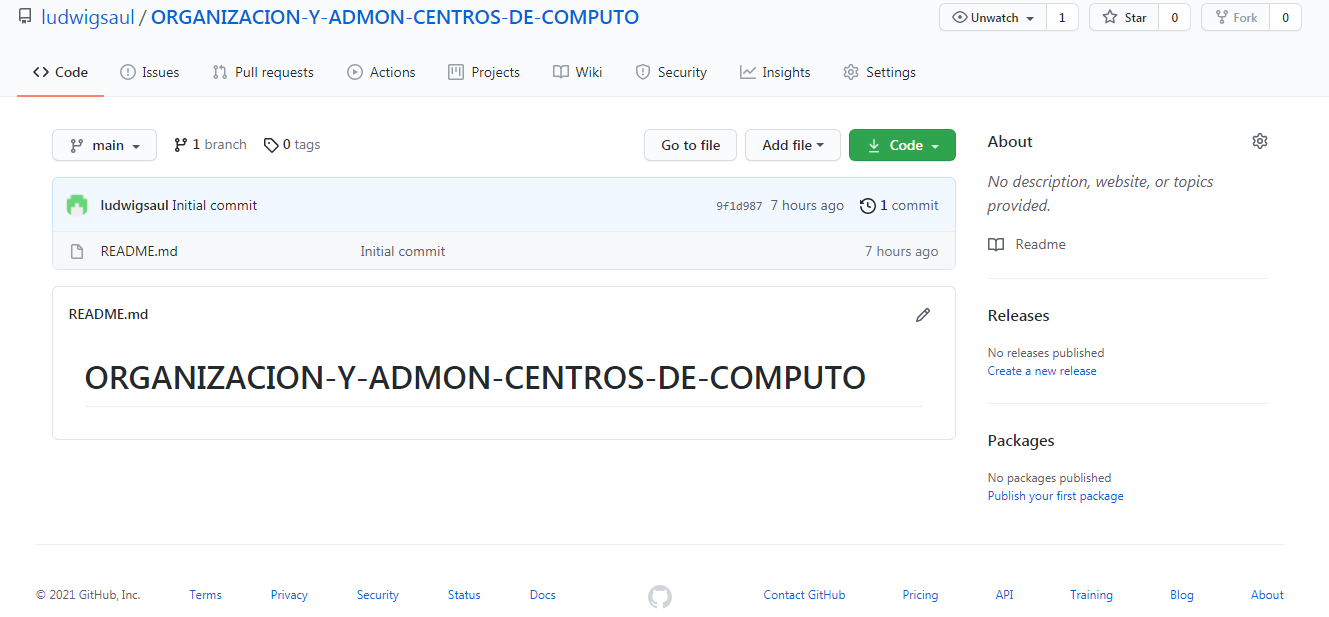 ludwigsaul / ORGANIZACION-Y-ADMON-CENTROS-DE-COMPUTO
Unwatch 1 Star 0 Fork 0
Code Issues Pull requests Actions Projects Wiki Security Insights Settings
main 1 branch 0 tags Go to file Add file Code
ludwigsaul Initial commit 9f1d987 7 hours ago 1 commit
README.md Initial commit 7 hours ago
README.md
ORGANIZACION-Y-ADMON-CENTROS-DE-COMPUTO
About
No description, website, or topics
provided.
Readme
Releases
No releases published
Create a new release
Packages
No packages published
Publish your first package
© 2021 GitHub, Inc. Terms Privacy Security Status Docs Contact GitHub Pricing API Training Blog About